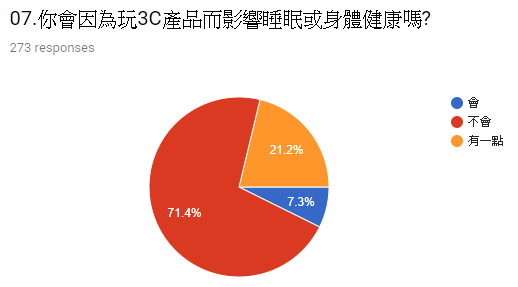 07.你會因為玩3C產品而影響睡眠或身體健康嗎?
273 responses
會
不會
有一點
21.2%
7.3%
71.4%